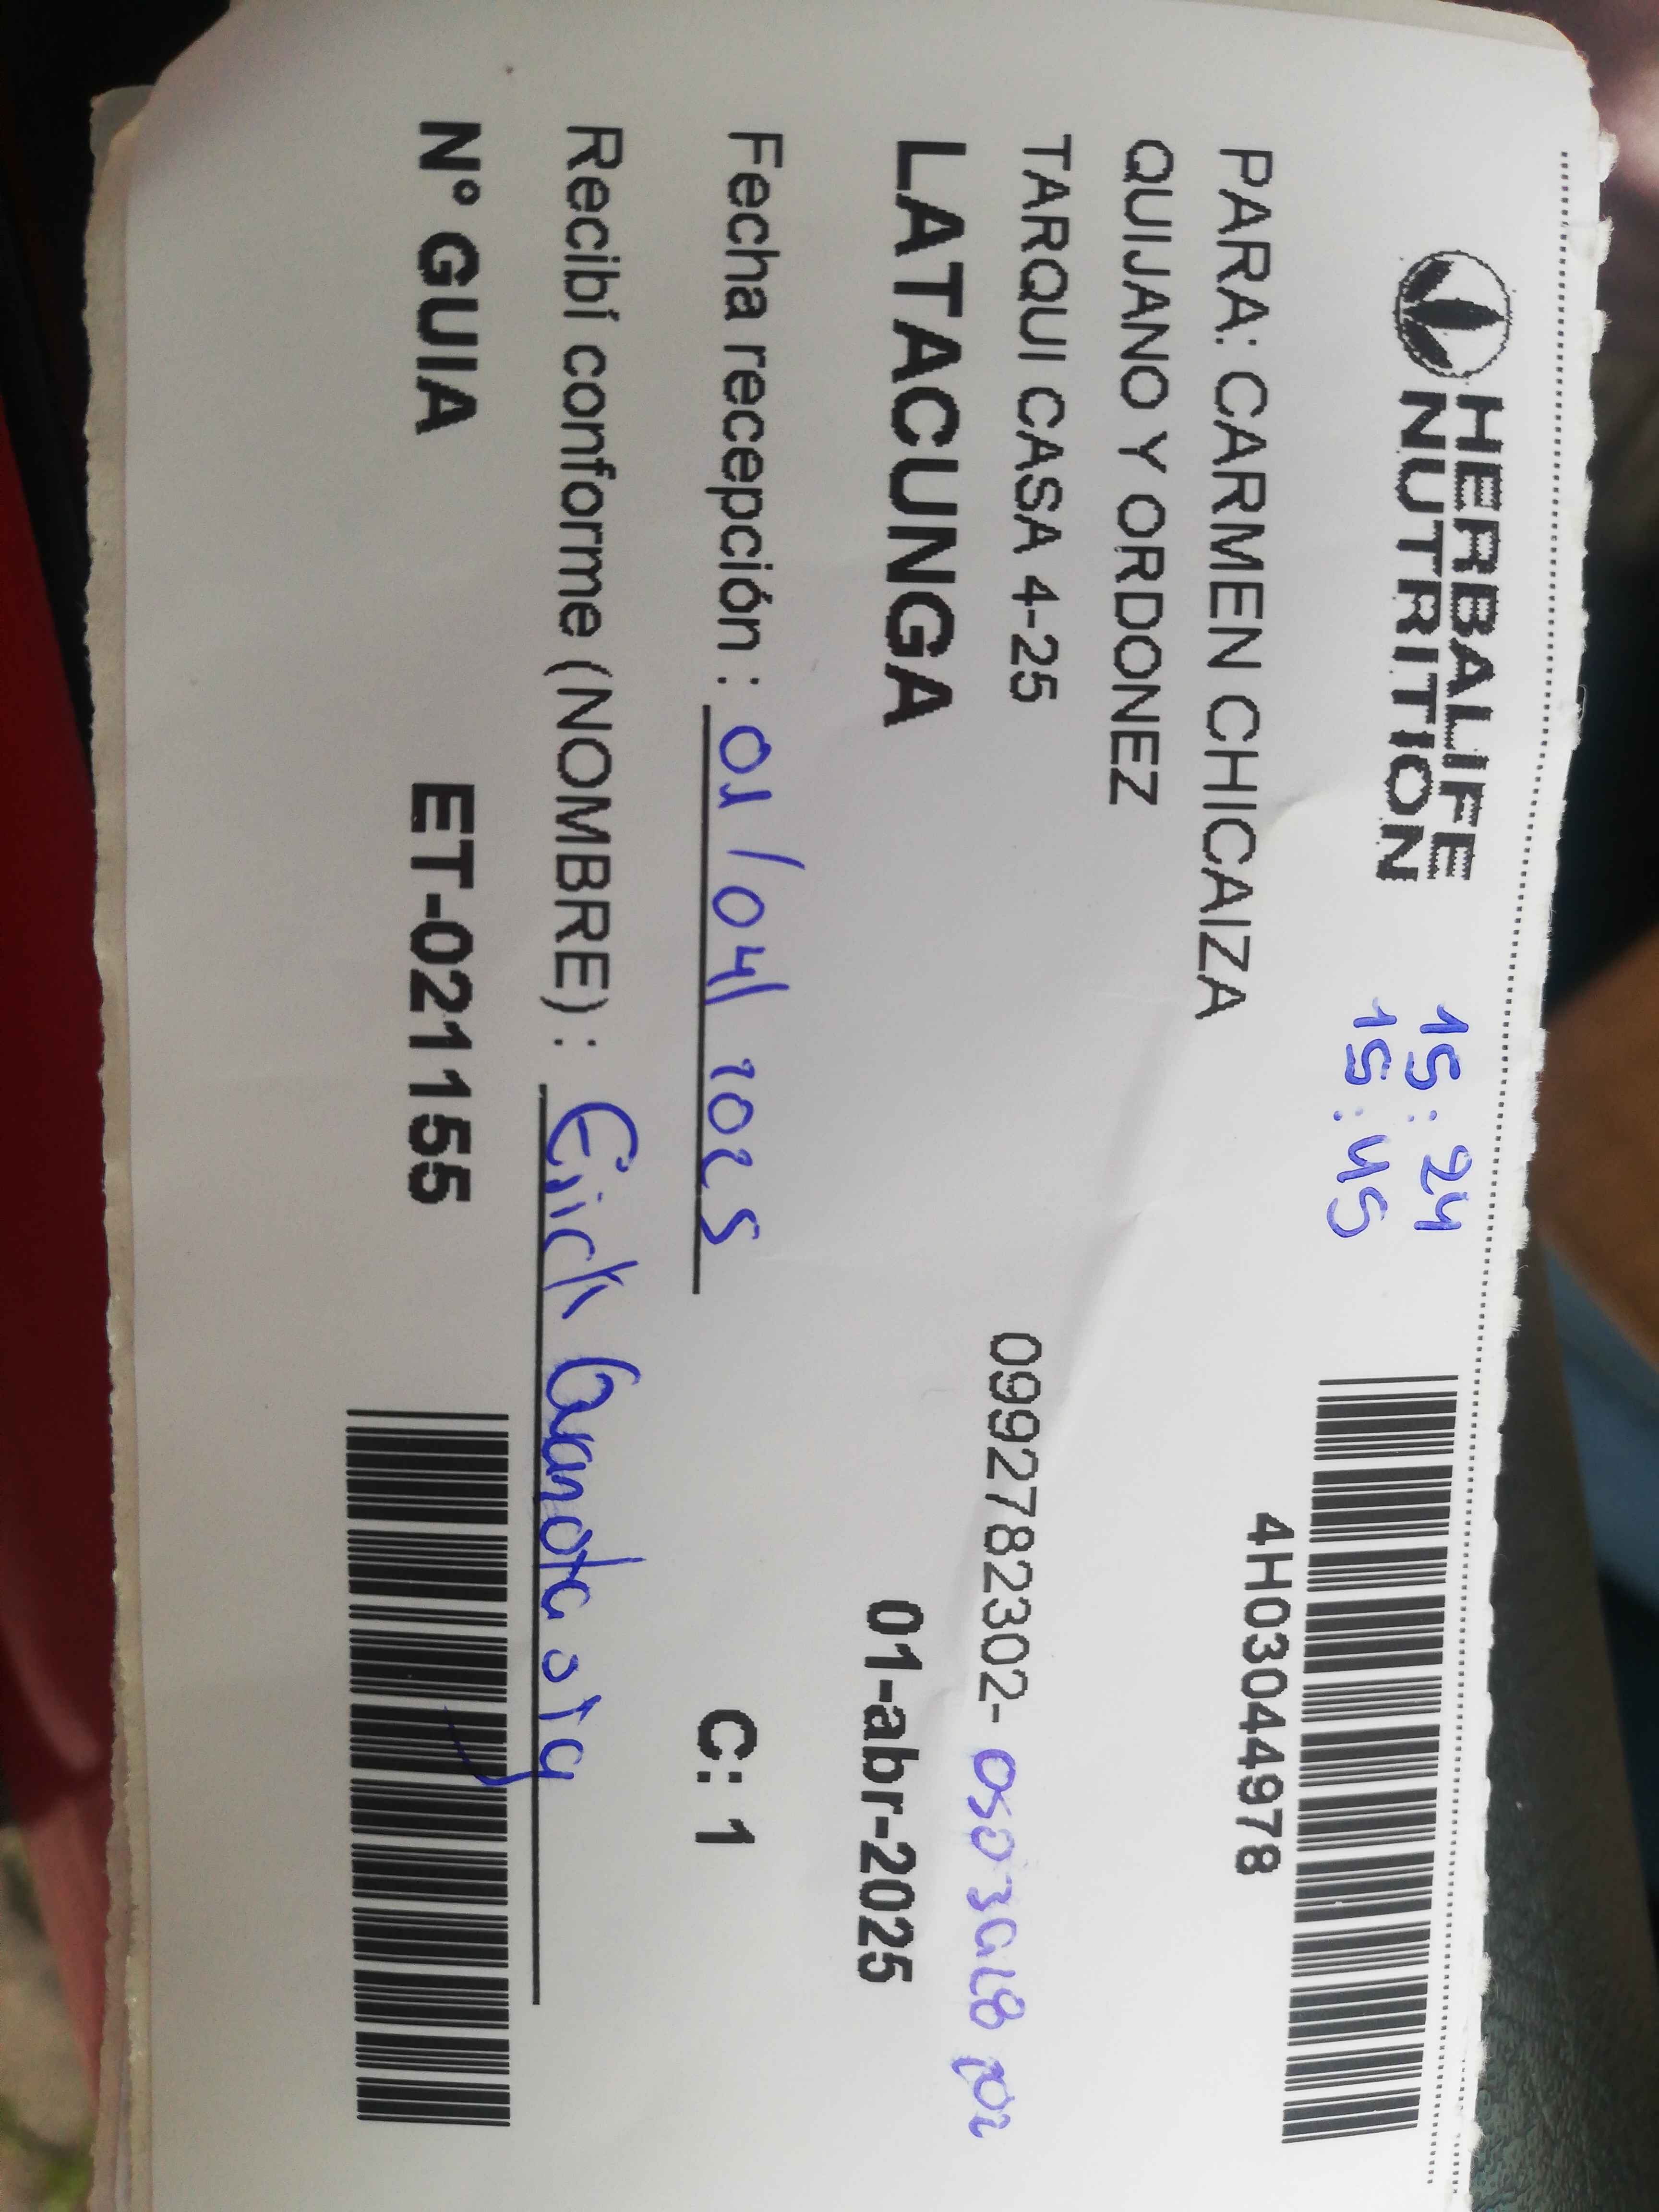 HERBALIFE
NUTRITION
15:24
15:45
4H03044978
PARA: CARMEN CHICAIZA
QUIJANO Y ORDONEZ
TARQUI CASA 4-25
0992782302-
LATACUNGA
01-abr-2025
Fecha recepción : 01/04/2025
C: 1
Recibí conforme (NOMBRE) : Erick
N° GUIA ET-021155